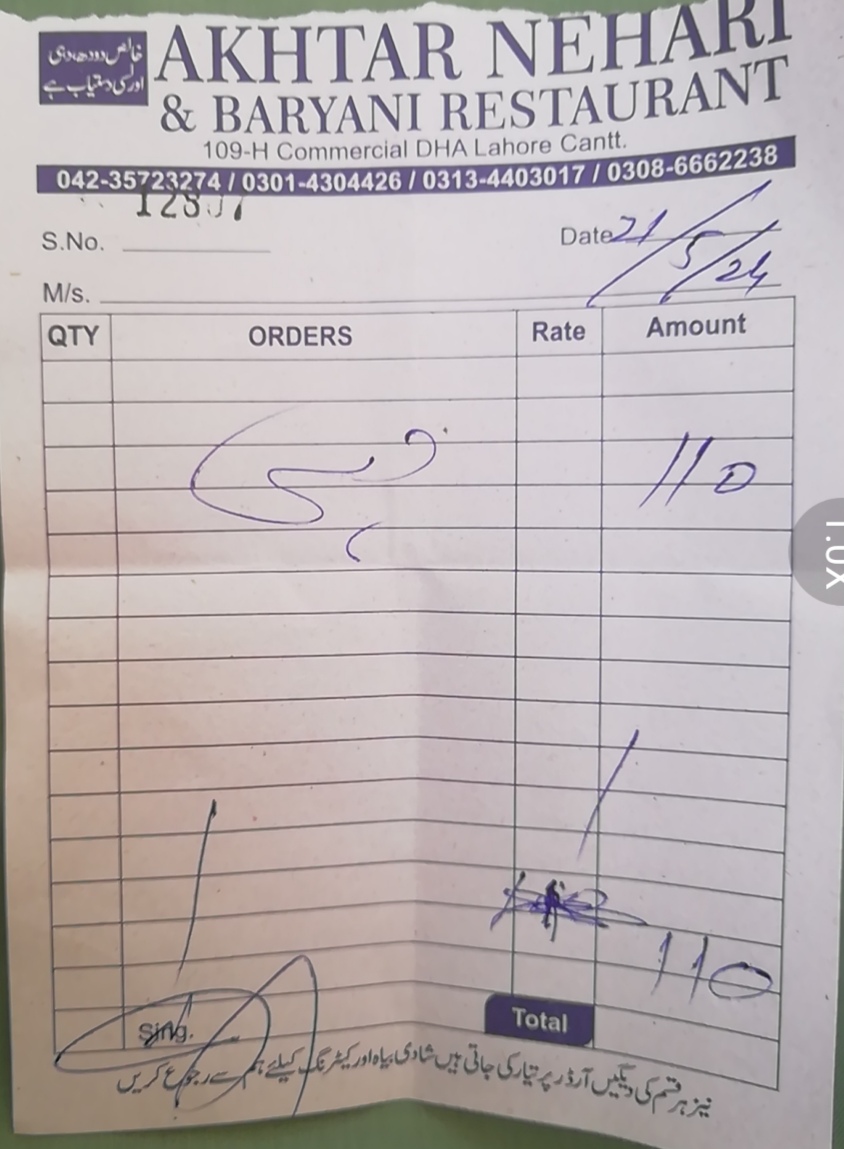 خالص دودھ، دہی
اور لسی دستیاب ہے
AKHTAR NEHARI
& BARYANI RESTAURANT
109-H Commercial DHA Lahore Cantt.
042-35723274 / 0301-4304426 / 0313-4403017 / 0308-6662238
S.No.
Date 21/5/24
M/s.
QTY ORDERS Rate Amount
110
110
Sing. Total
نیز ہر قسم کی دیگیں آرڈر پر تیار کی جاتی ہیں شادی بیاہ اور کیٹرنگ کیلئے ہم سے رجوع کریں
1.0x